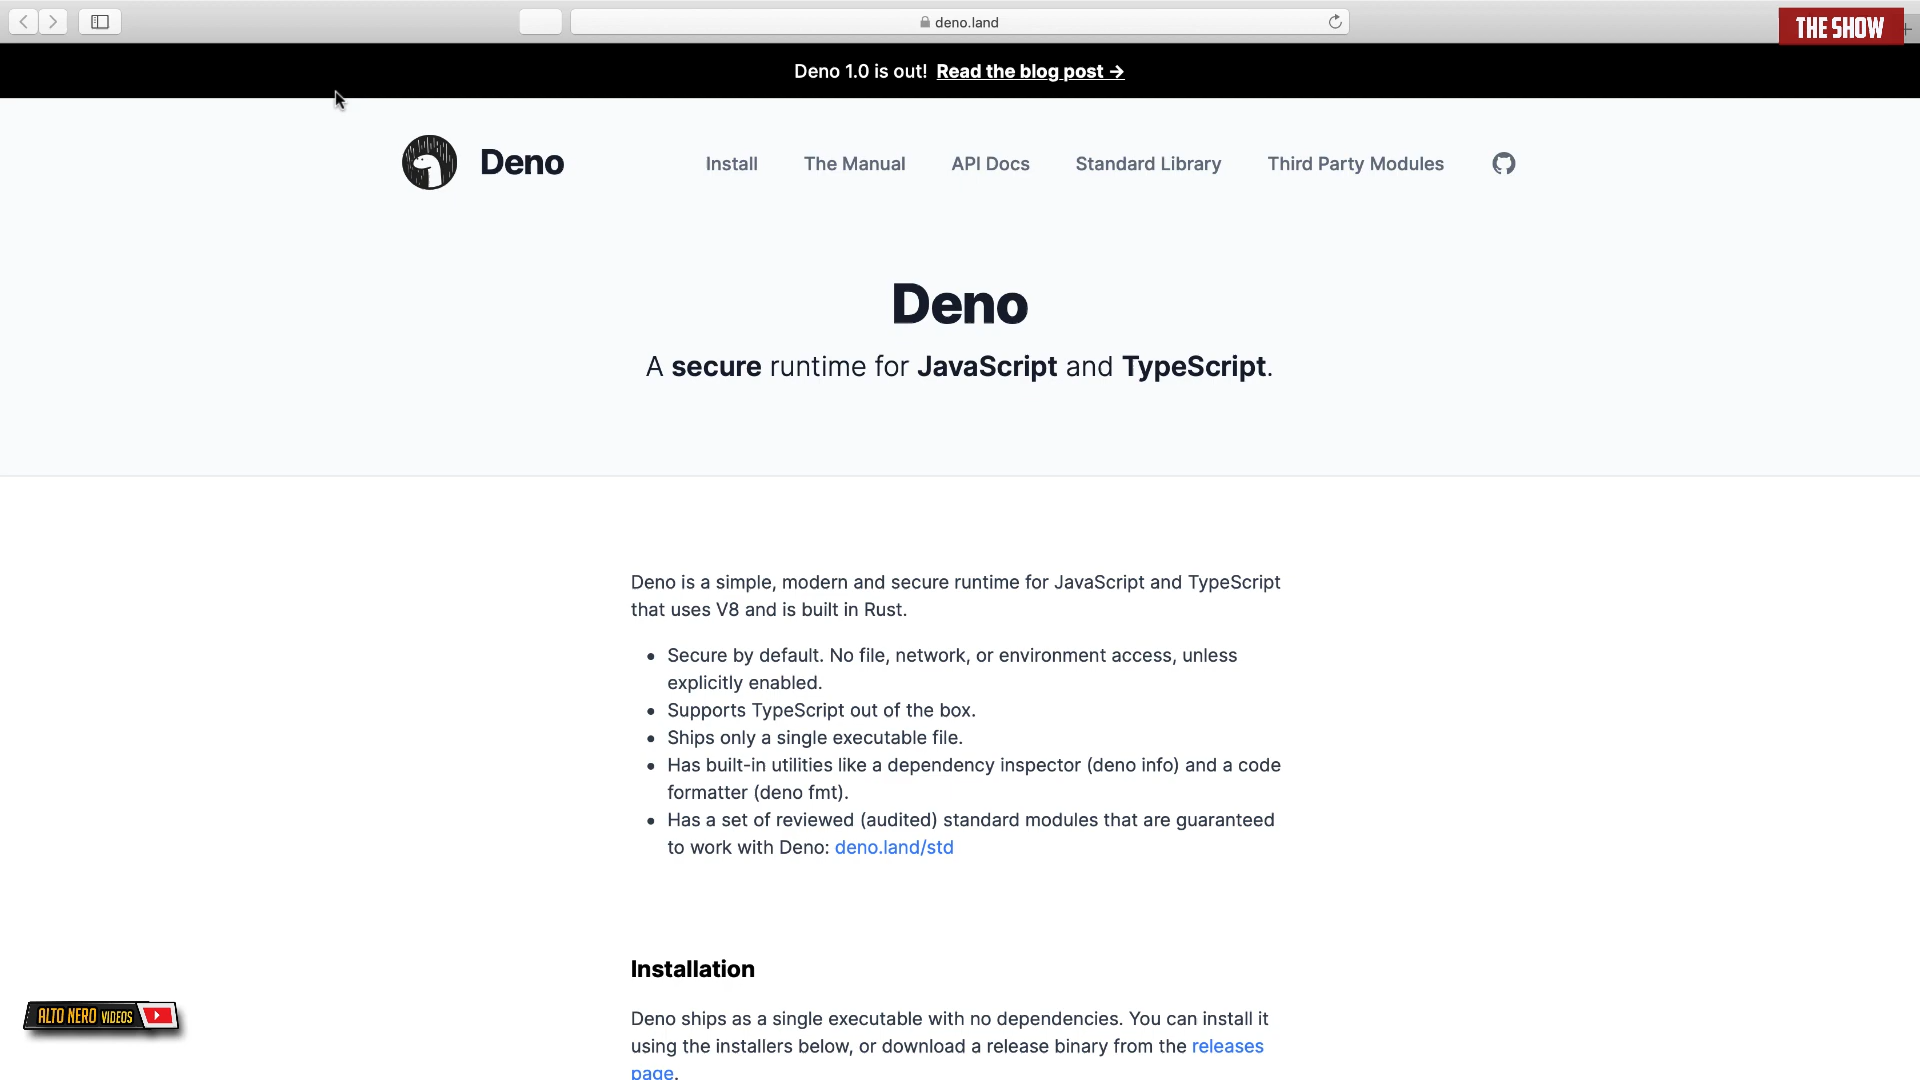 deno.land
THE SHOW
Deno 1.0 is out! Read the blog post →
Deno
Install
The Manual
API Docs
Standard Library
Third Party Modules
Deno
A secure runtime for JavaScript and TypeScript.
Deno is a simple, modern and secure runtime for JavaScript and TypeScript
that uses V8 and is built in Rust.
• Secure by default. No file, network, or environment access, unless
explicitly enabled.
• Supports TypeScript out of the box.
• Ships only a single executable file.
• Has built-in utilities like a dependency inspector (deno info) and a code
formatter (deno fmt).
• Has a set of reviewed (audited) standard modules that are guaranteed
to work with Deno: deno.land/std
Installation
Deno ships as a single executable with no dependencies. You can install it
using the installers below, or download a release binary from the releases
page.
ALTO NERO VIDEOS